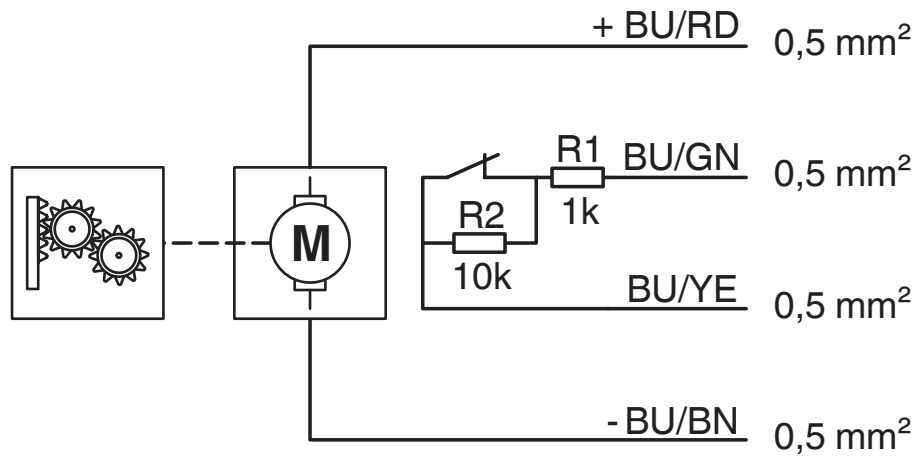 + BU/RD 0,5 mm²
R1 BU/GN 0,5 mm²
1k
R2
10k
M
BU/YE 0,5 mm²
- BU/BN 0,5 mm²